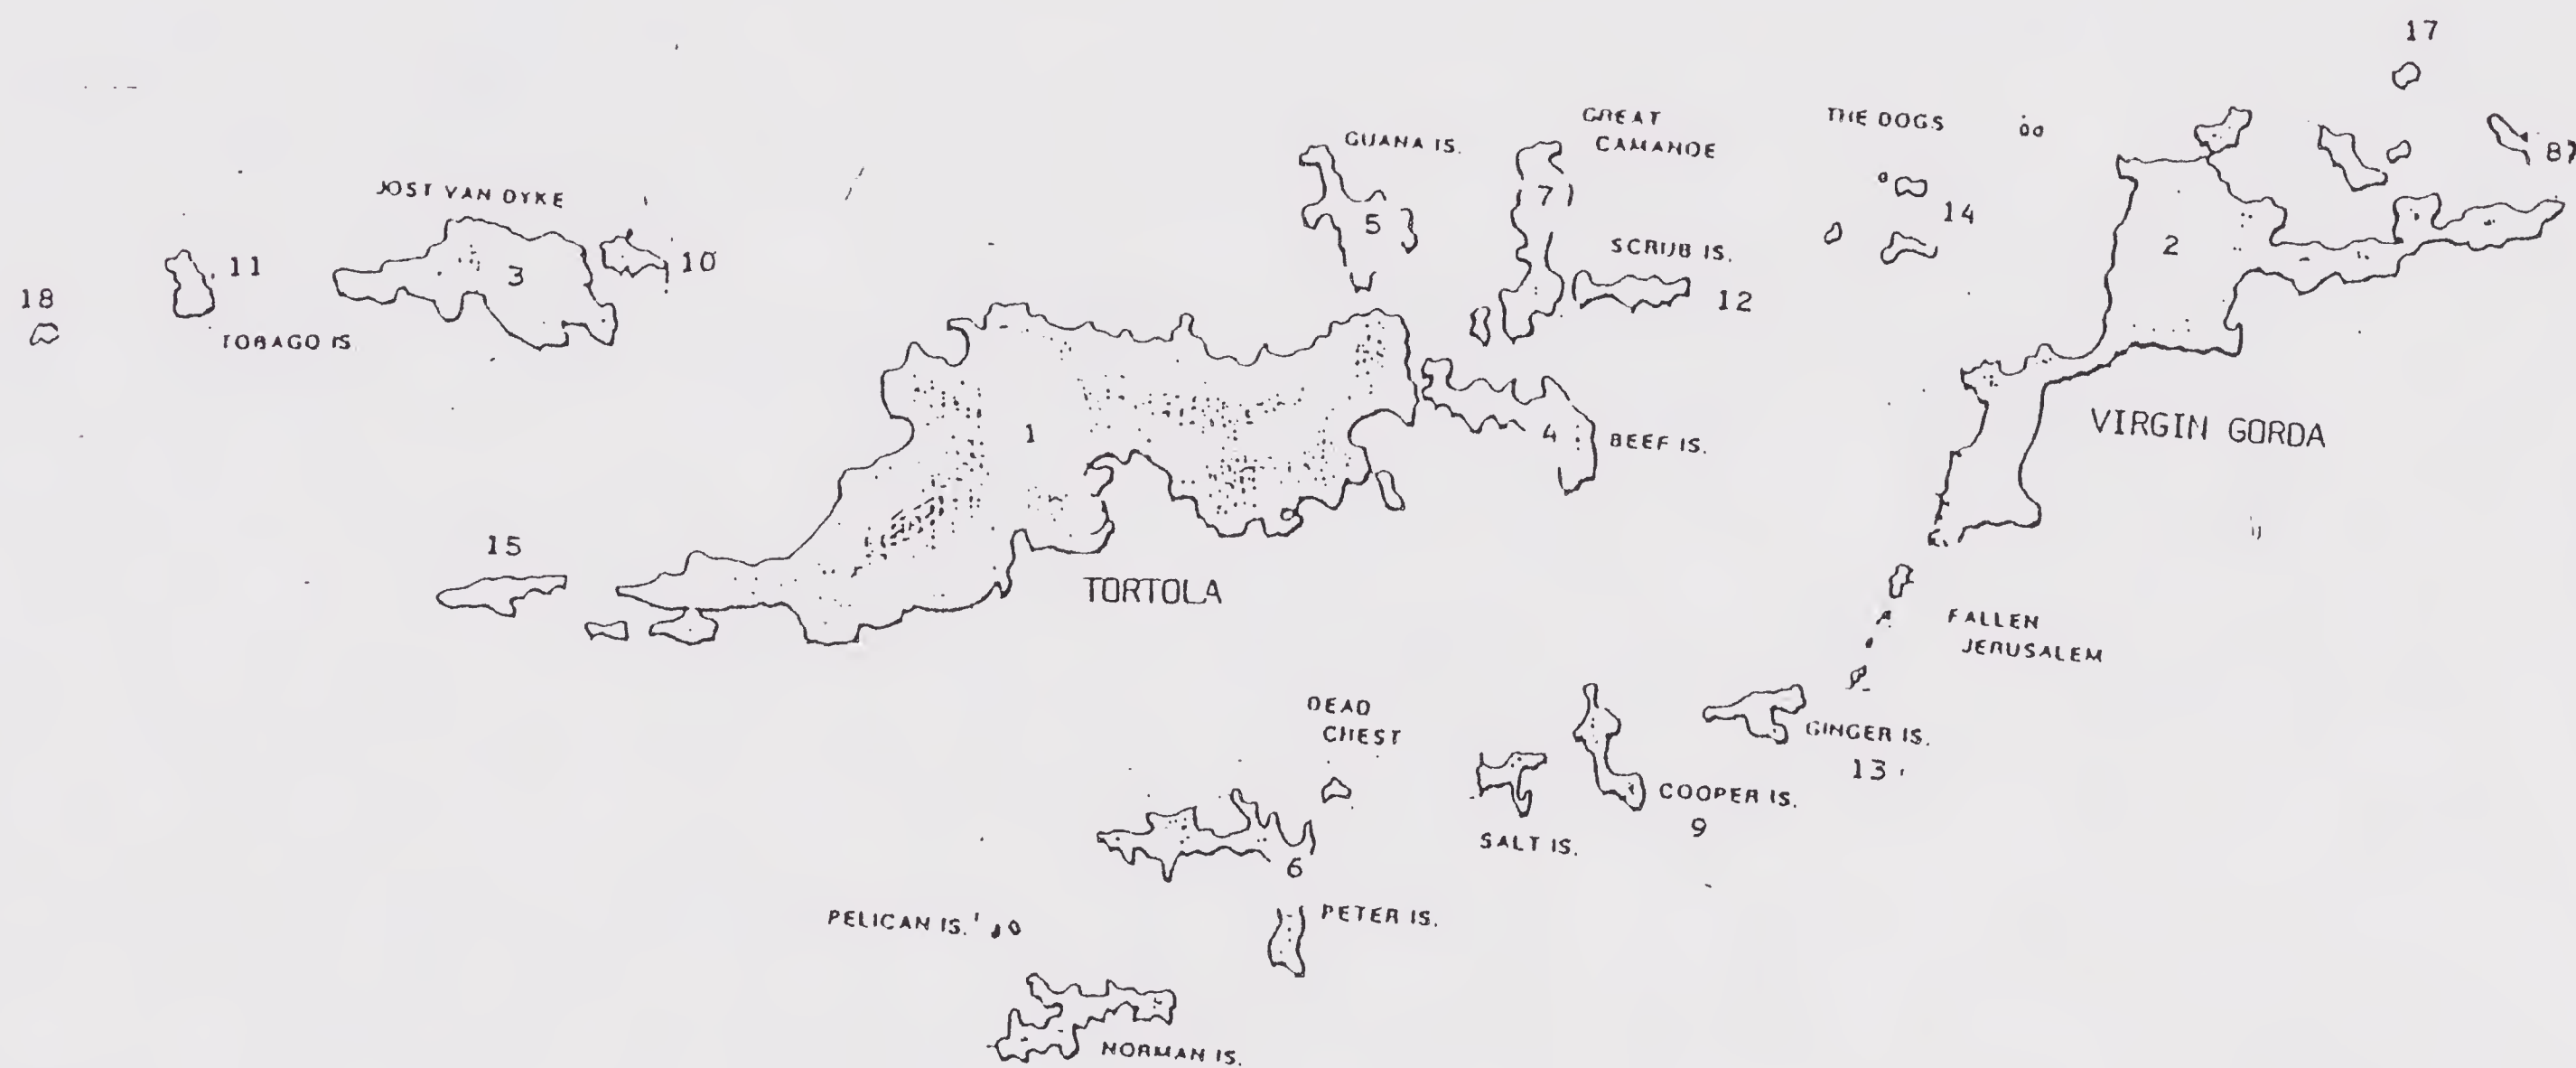 17
THE DOGS
GREAT
CAMANOE
GUANA IS.
87
JOST VAN DYKE
7
5
14
2
SCRUB IS.
11
3
10
18
12
TOBAGO IS.
1
4
BEEF IS.
VIRGIN GORDA
15
TORTOLA
FALLEN
JERUSALEM
DEAD
CHEST
GINGER IS.
13
COOPER IS.
9
SALT IS.
6
PELICAN IS.
PETER IS.
NORMAN IS.